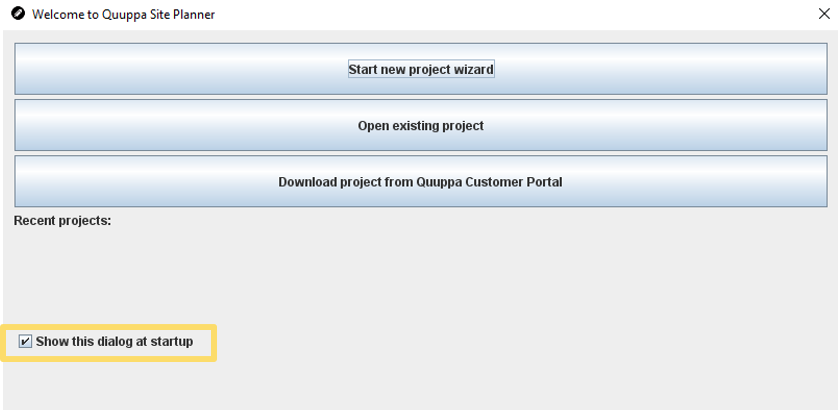 Welcome to Quuppa Site Planner
Start new project wizard
Open existing project
Download project from Quuppa Customer Portal
Recent projects:
Show this dialog at startup